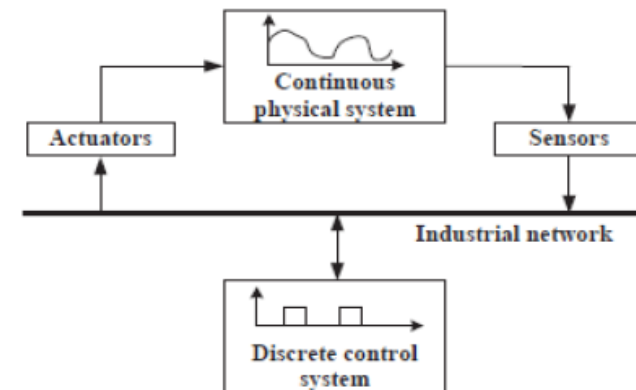 Continuous
physical system
Actuators
Sensors
Industrial network
Discrete control
system